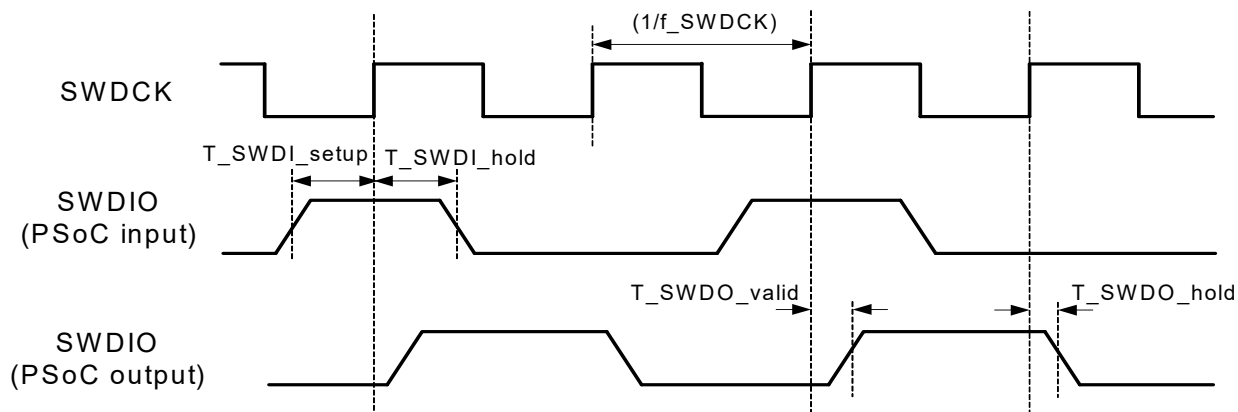 (1/f_SWDCK)
SWDCK
T_SWDI_setup
T_SWDI_hold
SWDIO
(PSoC input)
T_SWDO_valid
T_SWDO_hold
SWDIO
(PSoC output)